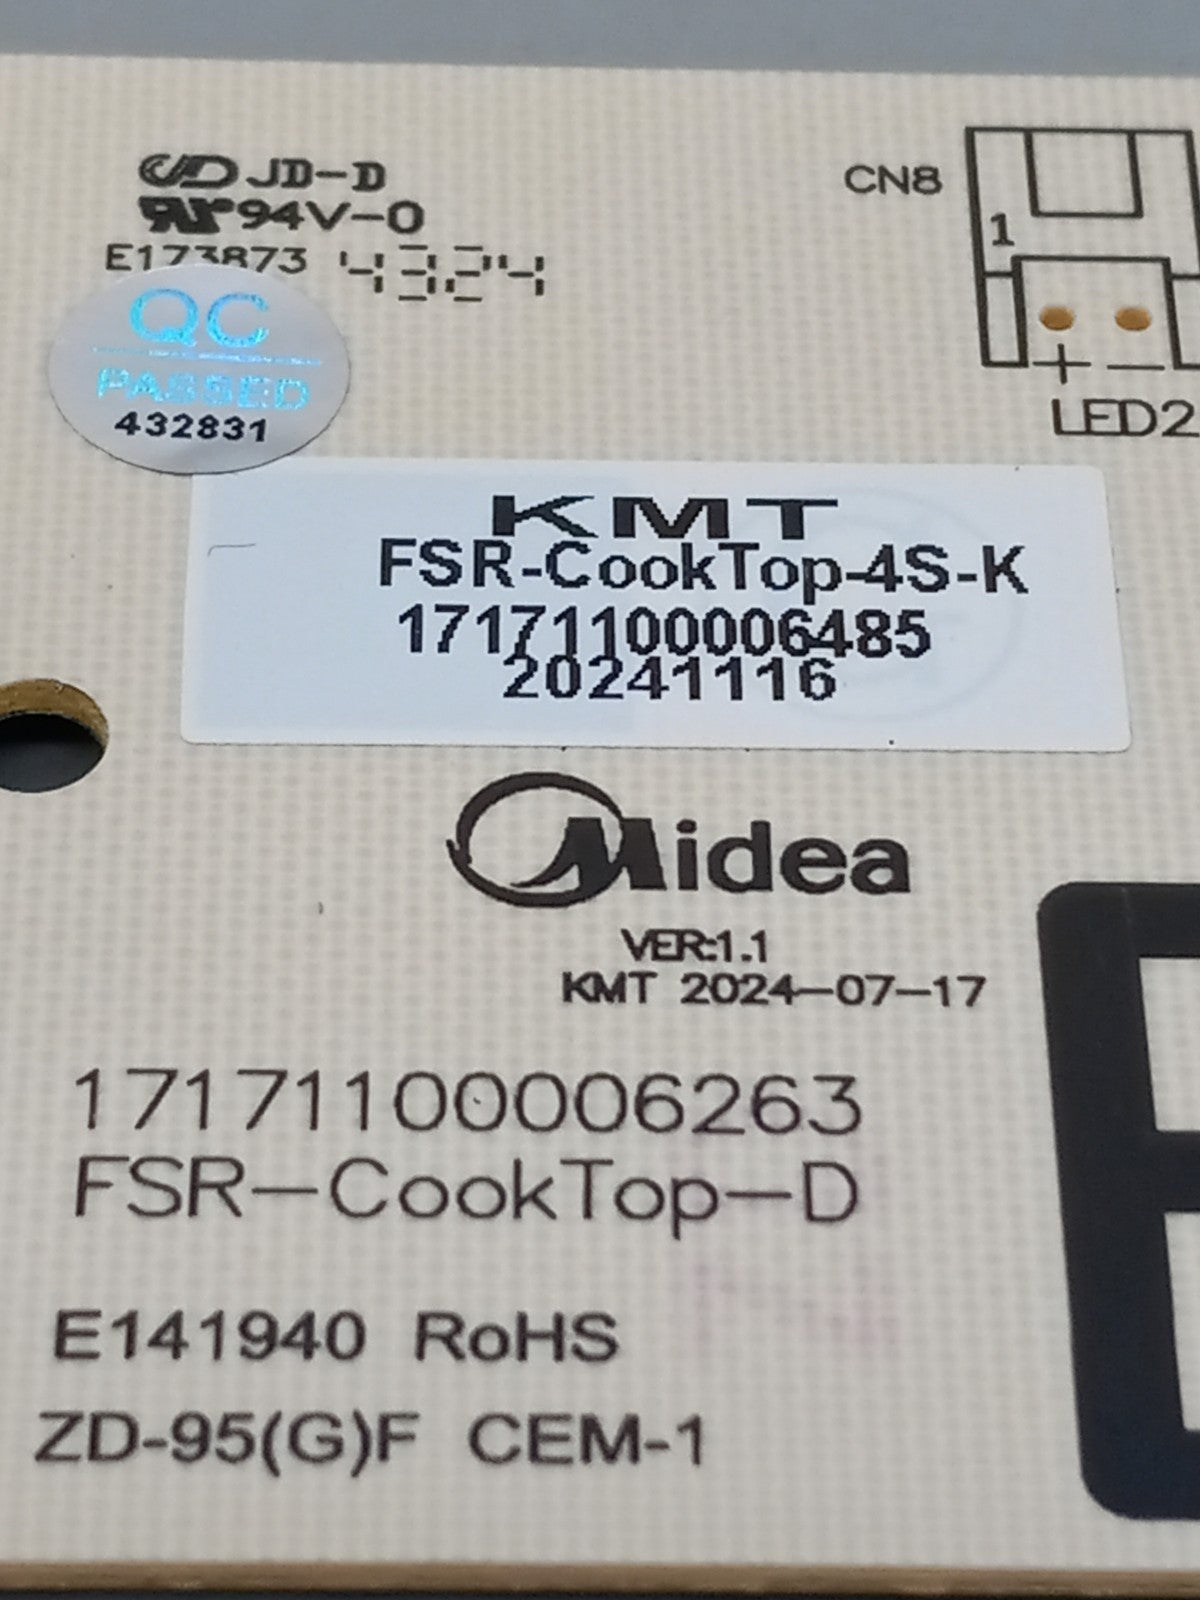 JD-D
94V-0
E173873 4324
QC
PASSED
432831
CN8
1
+ -
LED2
KMT
FSR-CookTop-4S-K
17171100006485
20241116
Midea
VER:1.1
KMT 2024-07-17
17171100006263
FSR-CookTop-D
E141940 RoHS
ZD-95(G)F CEM-1